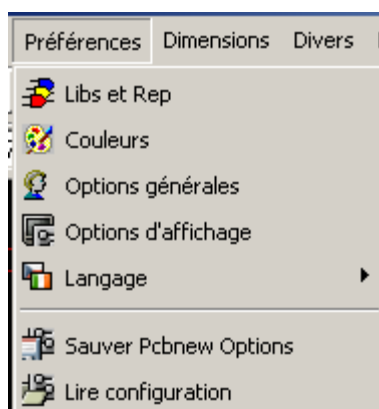 Préférences Dimensions Divers
Libs et Rep
Couleurs
Options générales
Options d'affichage
Langage
Sauver Pcbnew Options
Lire configuration